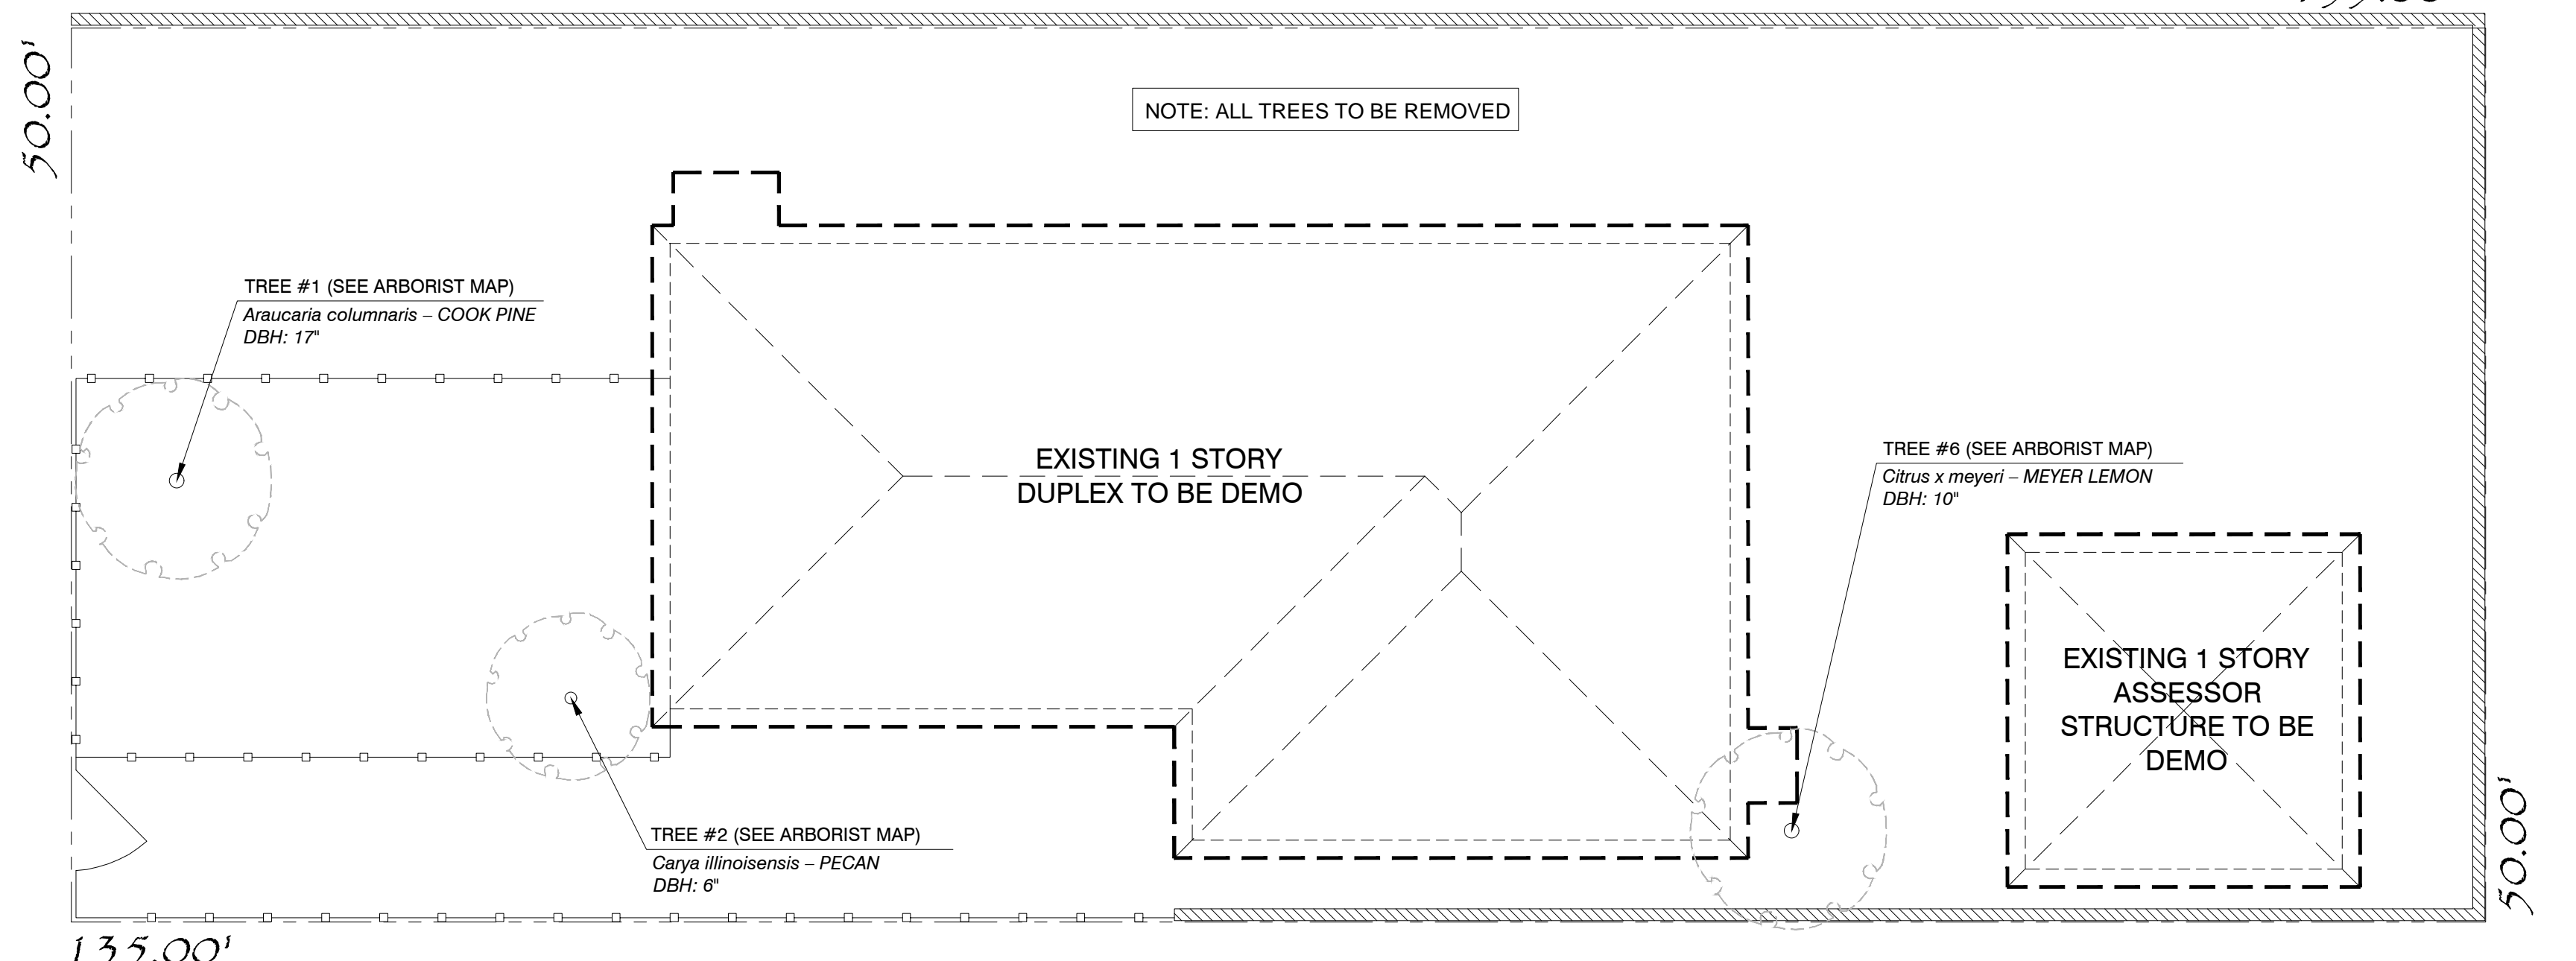 50.00'
NOTE: ALL TREES TO BE REMOVED
TREE #1 (SEE ARBORIST MAP)
Araucaria columnaris – COOK PINE
DBH: 17"
EXISTING 1 STORY
DUPLEX TO BE DEMO
TREE #6 (SEE ARBORIST MAP)
Citrus x meyeri – MEYER LEMON
DBH: 10"
EXISTING 1 STORY
ASSESSOR
STRUCTURE TO BE
DEMO
TREE #2 (SEE ARBORIST MAP)
Carya illinoisensis – PECAN
DBH: 6"
50.00'
135.00'